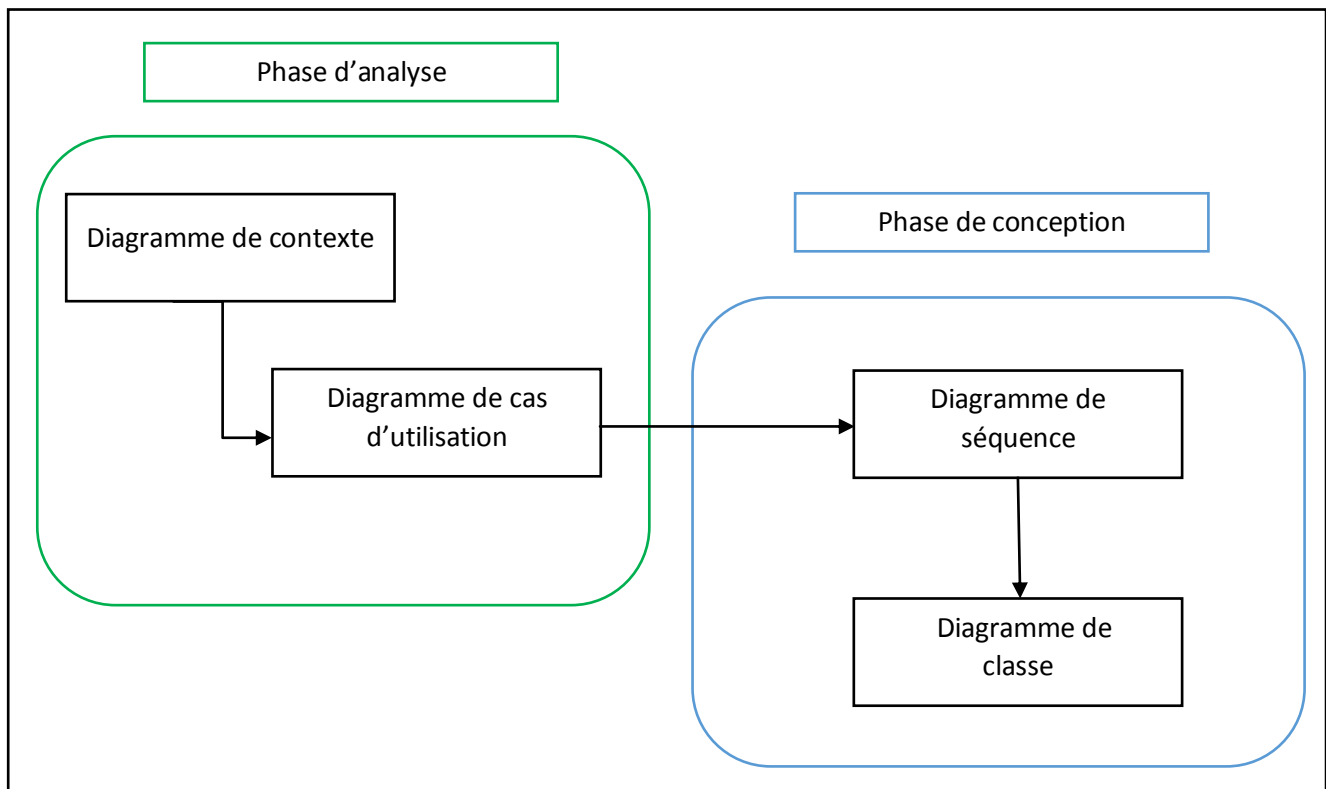 Phase d’analyse
Diagramme de contexte
Phase de conception
Diagramme de cas
d’utilisation
Diagramme de
séquence
Diagramme de
classe